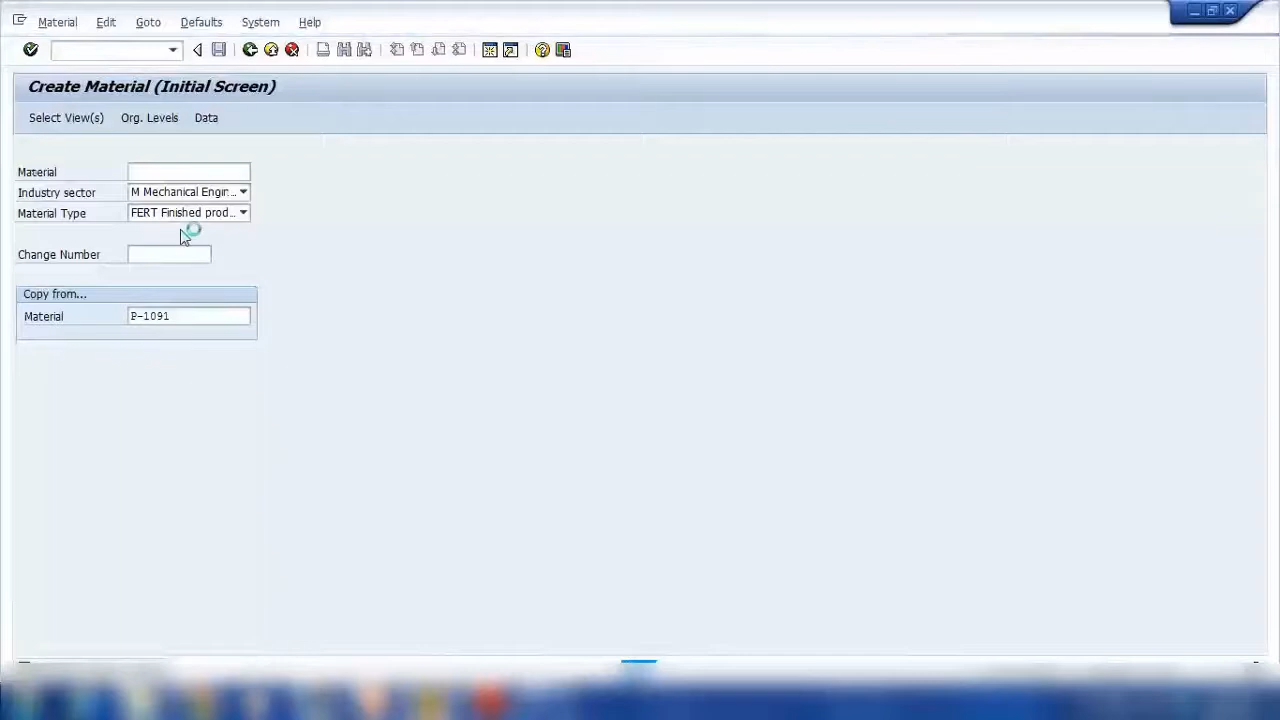 Material Edit Goto Defaults System Help
Create Material (Initial Screen)
Select View(s) Org. Levels Data
Material
Industry sector M Mechanical Engin...
Material Type FERT Finished prod...
Change Number
Copy from...
Material P-1091